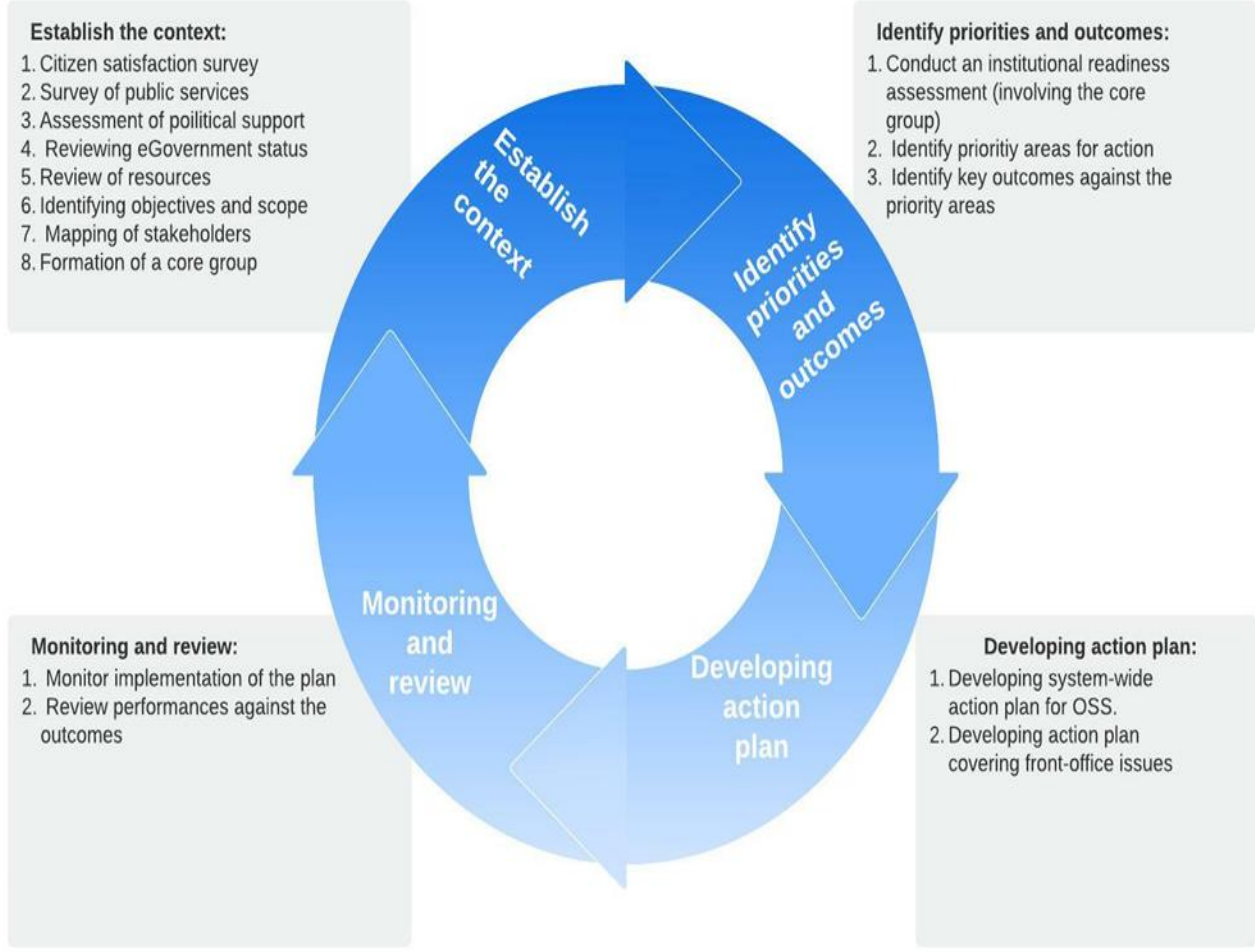 Establish the context:
1. Citizen satisfaction survey
2. Survey of public services
3. Assessment of poilitical support
4. Reviewing eGovernment status
5. Review of resources
6. Identifying objectives and scope
7. Mapping of stakeholders
8. Formation of a core group
Identify priorities and outcomes:
1. Conduct an institutional readiness
assessment (involving the core
group)
2. Identify prioritiy areas for action
3. Identify key outcomes against the
priority areas
Establish
the
context
Identify
priorities
and
outcomes
Monitoring
and
review
Developing
action
plan
Monitoring and review:
1. Monitor implementation of the plan
2. Review performances against the
outcomes
Developing action plan:
1. Developing system-wide
action plan for OSS.
2. Developing action plan
covering front-office issues